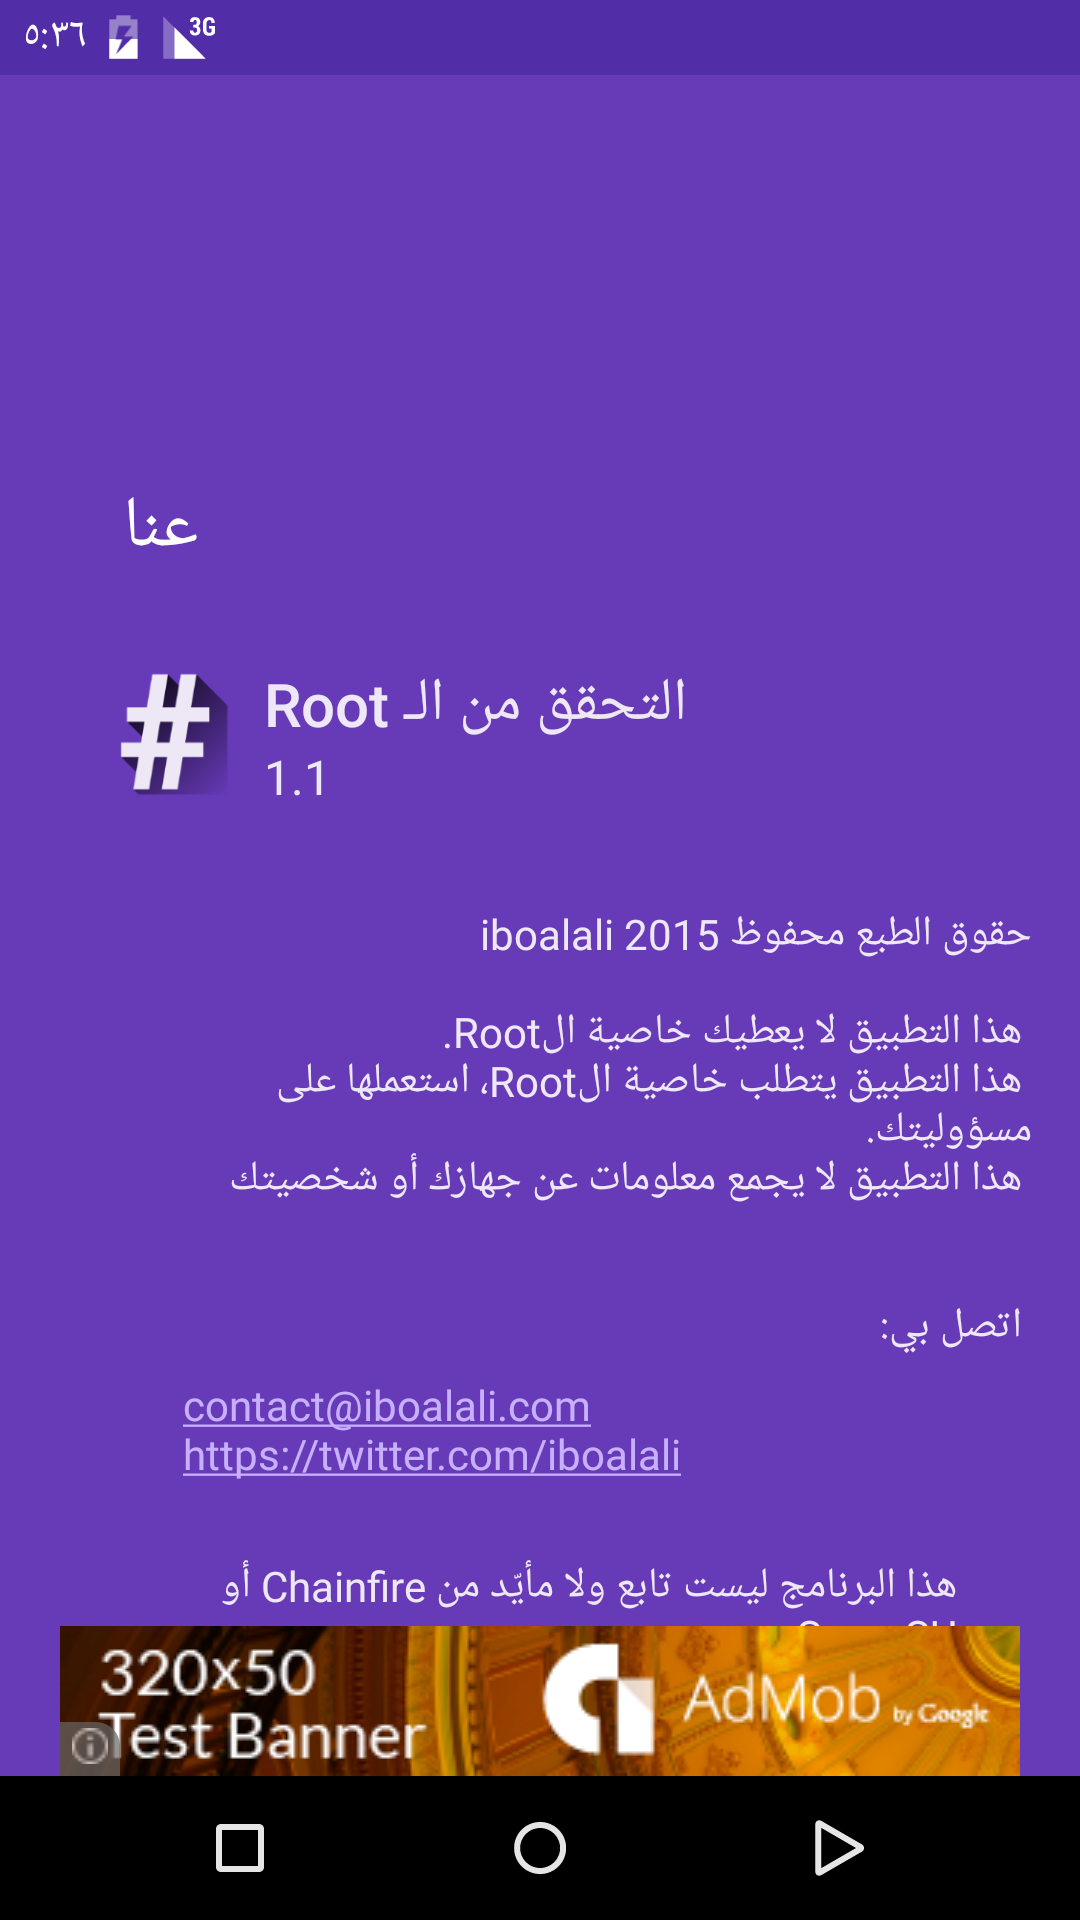 ٥:٣٦
3G
عنا
التحقق من الـ Root
1.1
حقوق الطبع محفوظ iboalali 2015
هذا التطبيق لا يعطيك خاصية الRoot.
هذا التطبيق يتطلب خاصية الRoot، استعملها على
مسؤوليتك.
هذا التطبيق لا يجمع معلومات عن جهازك أو شخصيتك
اتصل بي:
contact@iboalali.com
https://twitter.com/iboalali
هذا البرنامج ليست تابع ولا مأيّد من Chainfire أو
320x50
Test Banner
AdMob by Google